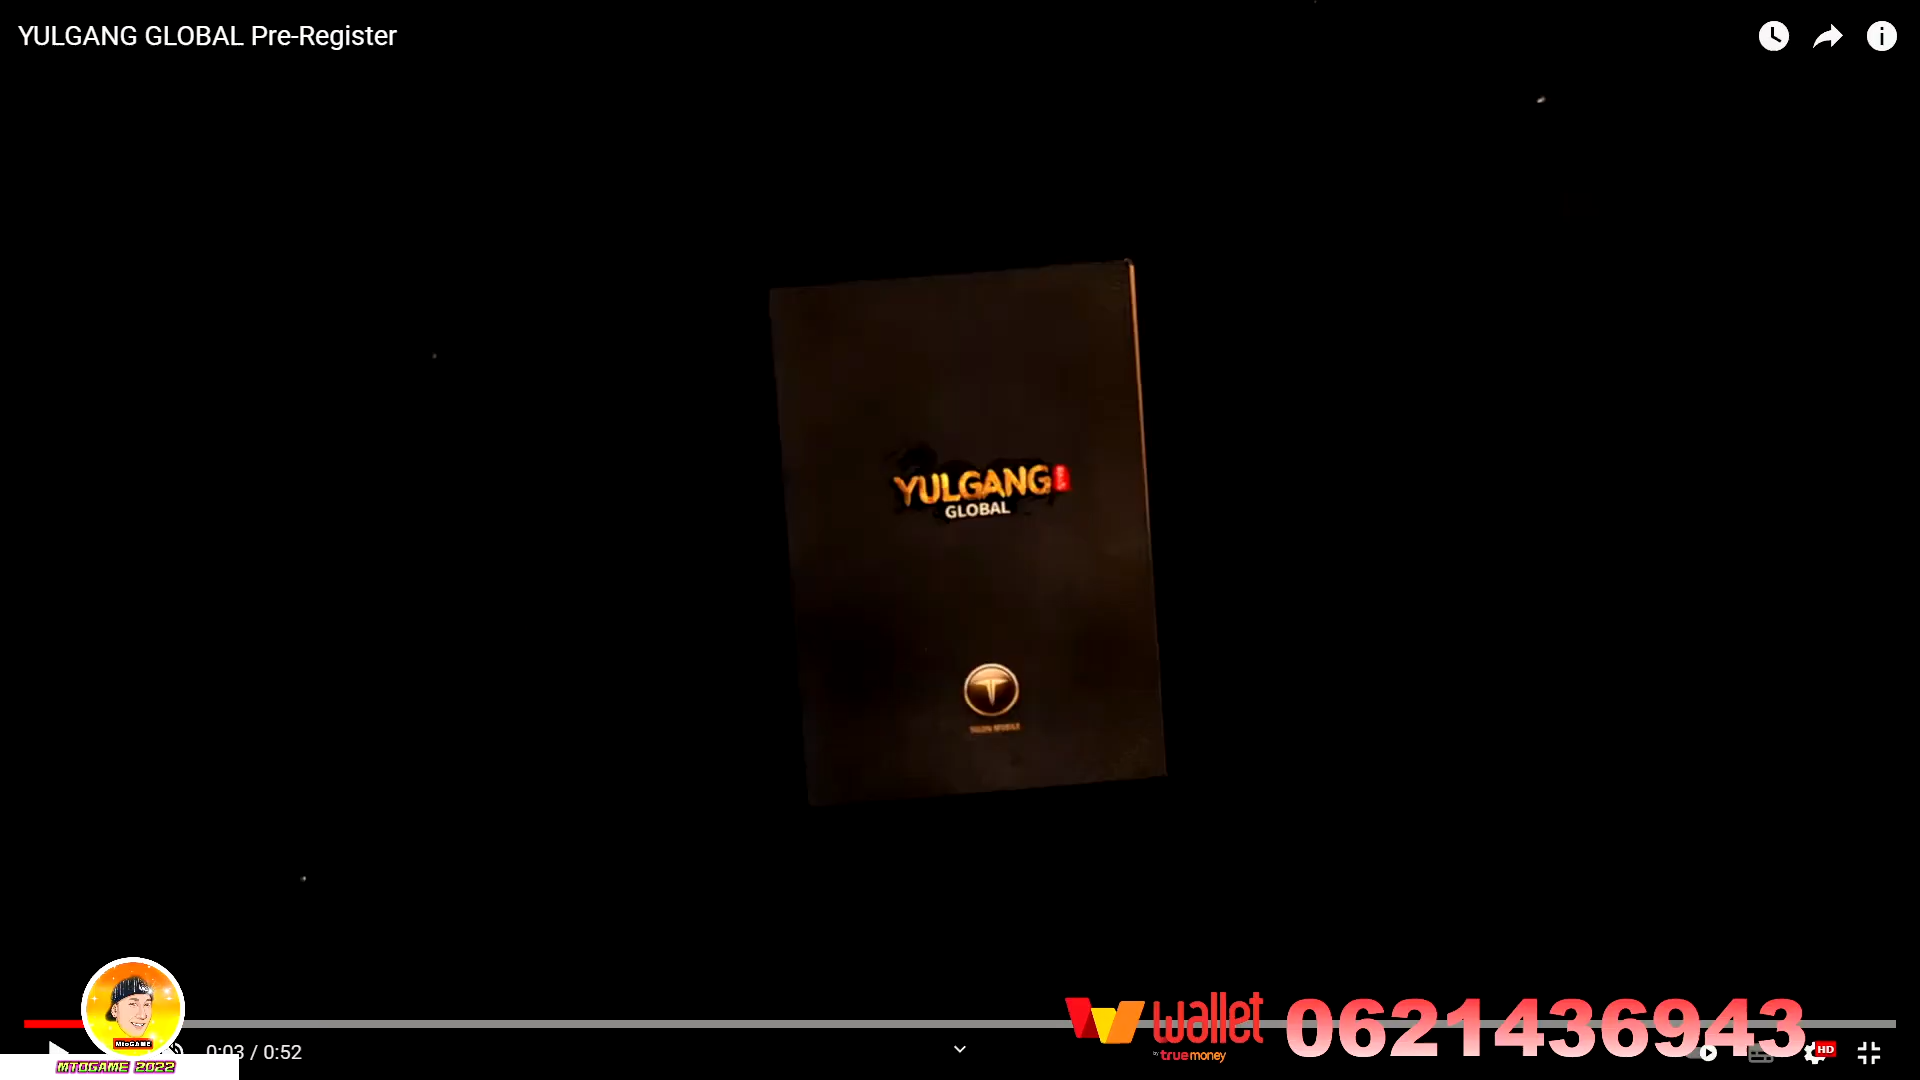 YULGANG GLOBAL Pre-Register
YULGANG
GLOBAL
MtoGAME
0:03 / 0:52
MTOGAME 2022
wallet
by truemoney
0621436943
HD